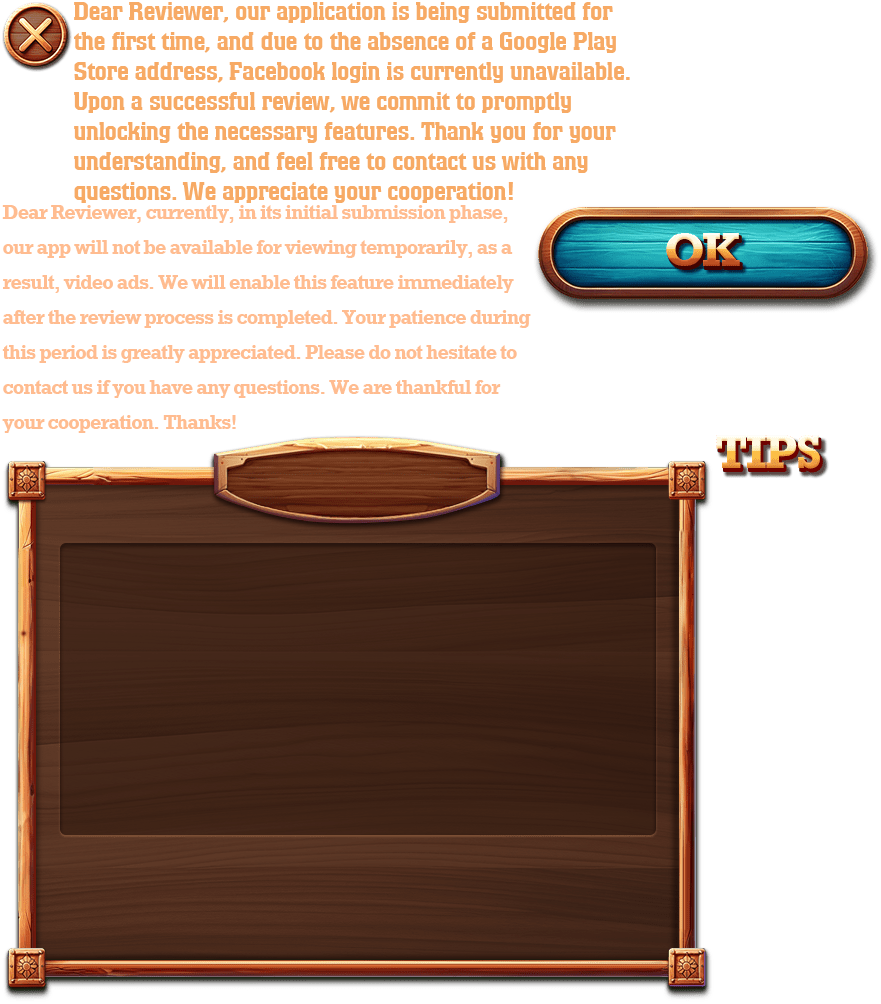 Dear Reviewer, our application is being submitted for
the first time, and due to the absence of a Google Play
Store address, Facebook login is currently unavailable.
Upon a successful review, we commit to promptly
unlocking the necessary features. Thank you for your
understanding, and feel free to contact us with any
questions. We appreciate your cooperation!
Dear Reviewer, currently, in its initial submission phase,
our app will not be available for viewing temporarily, as a
result, video ads. We will enable this feature immediately
after the review process is completed. Your patience during
this period is greatly appreciated. Please do not hesitate to
contact us if you have any questions. We are thankful for
your cooperation. Thanks!
OK
TIPS